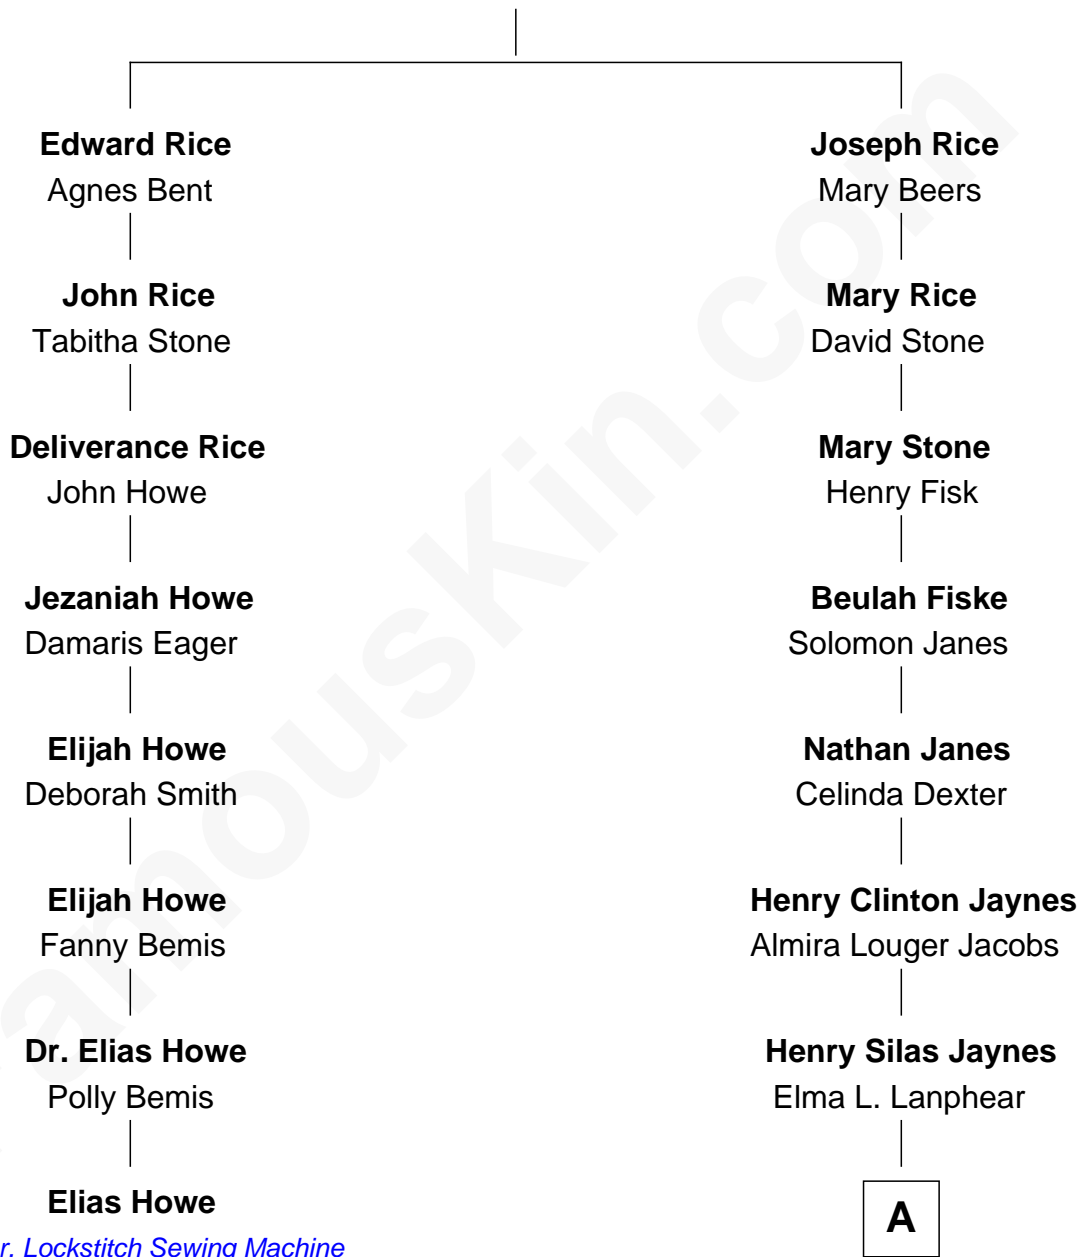 Edward Rice
Agnes Bent
John Rice
Tabitha Stone
Deliverance Rice
John Howe
Jezaniah Howe
Damaris Eager
Elijah Howe
Deborah Smith
Elijah Howe
Fanny Bemis
Dr. Elias Howe
Polly Bemis
Elias Howe
r. Lockstitch Sewing Machine
Joseph Rice
Mary Beers
Mary Rice
David Stone
Mary Stone
Henry Fisk
Beulah Fiske
Solomon Janes
Nathan Janes
Celinda Dexter
Henry Clinton Jaynes
Almira Louger Jacobs
Henry Silas Jaynes
Elma L. Lanphear
A
amouskin.com